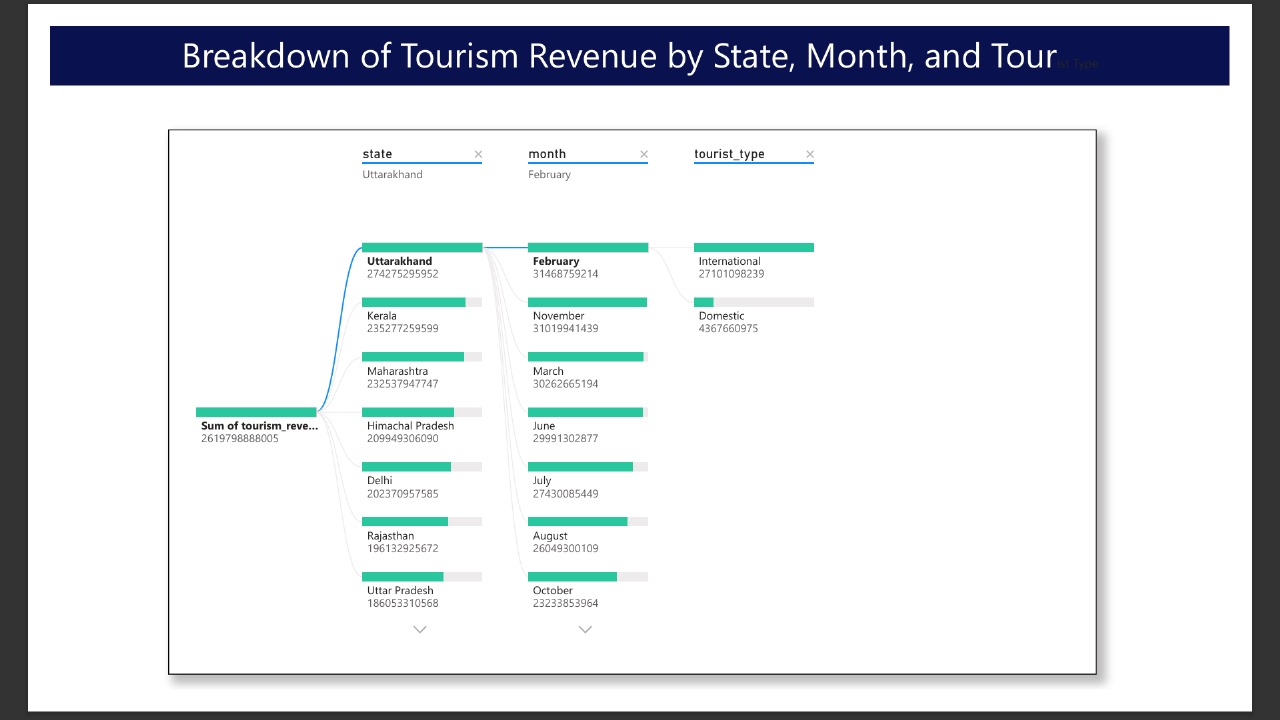 Breakdown of Tourism Revenue by State, Month, and Tourist Type
state
month
tourist_type
Uttarakhand
February
Uttarakhand
274275295952
February
31468759214
International
27101098239
Kerala
235277259599
November
31019941439
Domestic
4367660975
Maharashtra
232537947747
March
30262665194
Sum of tourism_reve...
2619798888005
Himachal Pradesh
209949306090
June
29991302877
Delhi
202370957585
July
27430085449
Rajasthan
196132925672
August
26049300109
Uttar Pradesh
186053310568
October
23233853964